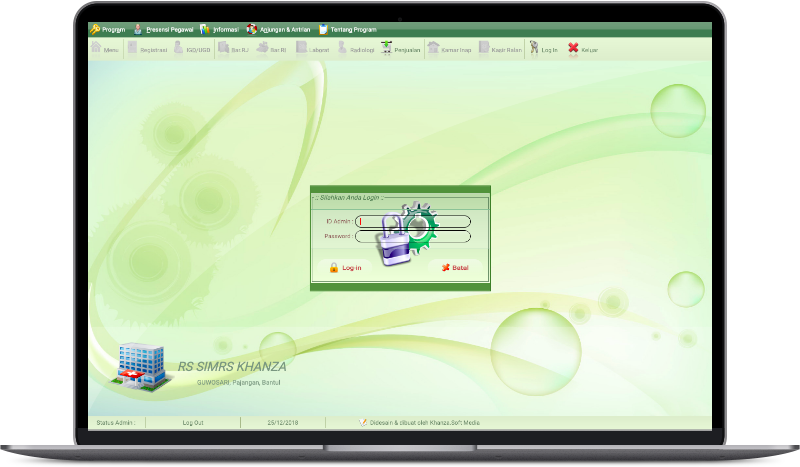 Program Presensi Pegawai Informasi Anjungan & Antrian Tentang Program
Menu Registrasi IGD/UGD Bar.RJ Bar.RI Laborat Radiologi Penjualan Kamar Inap Kasir Ralan Log In Keluar
:: Silahkan Anda Login ::
ID Admin :
Password :
Log-in Batal
RS SIMRS KHANZA
GUWOSARI, Pajangan, Bantul
Status Admin : Log Out 25/12/2018 Didesain & dibuat oleh Khanza.Soft Media